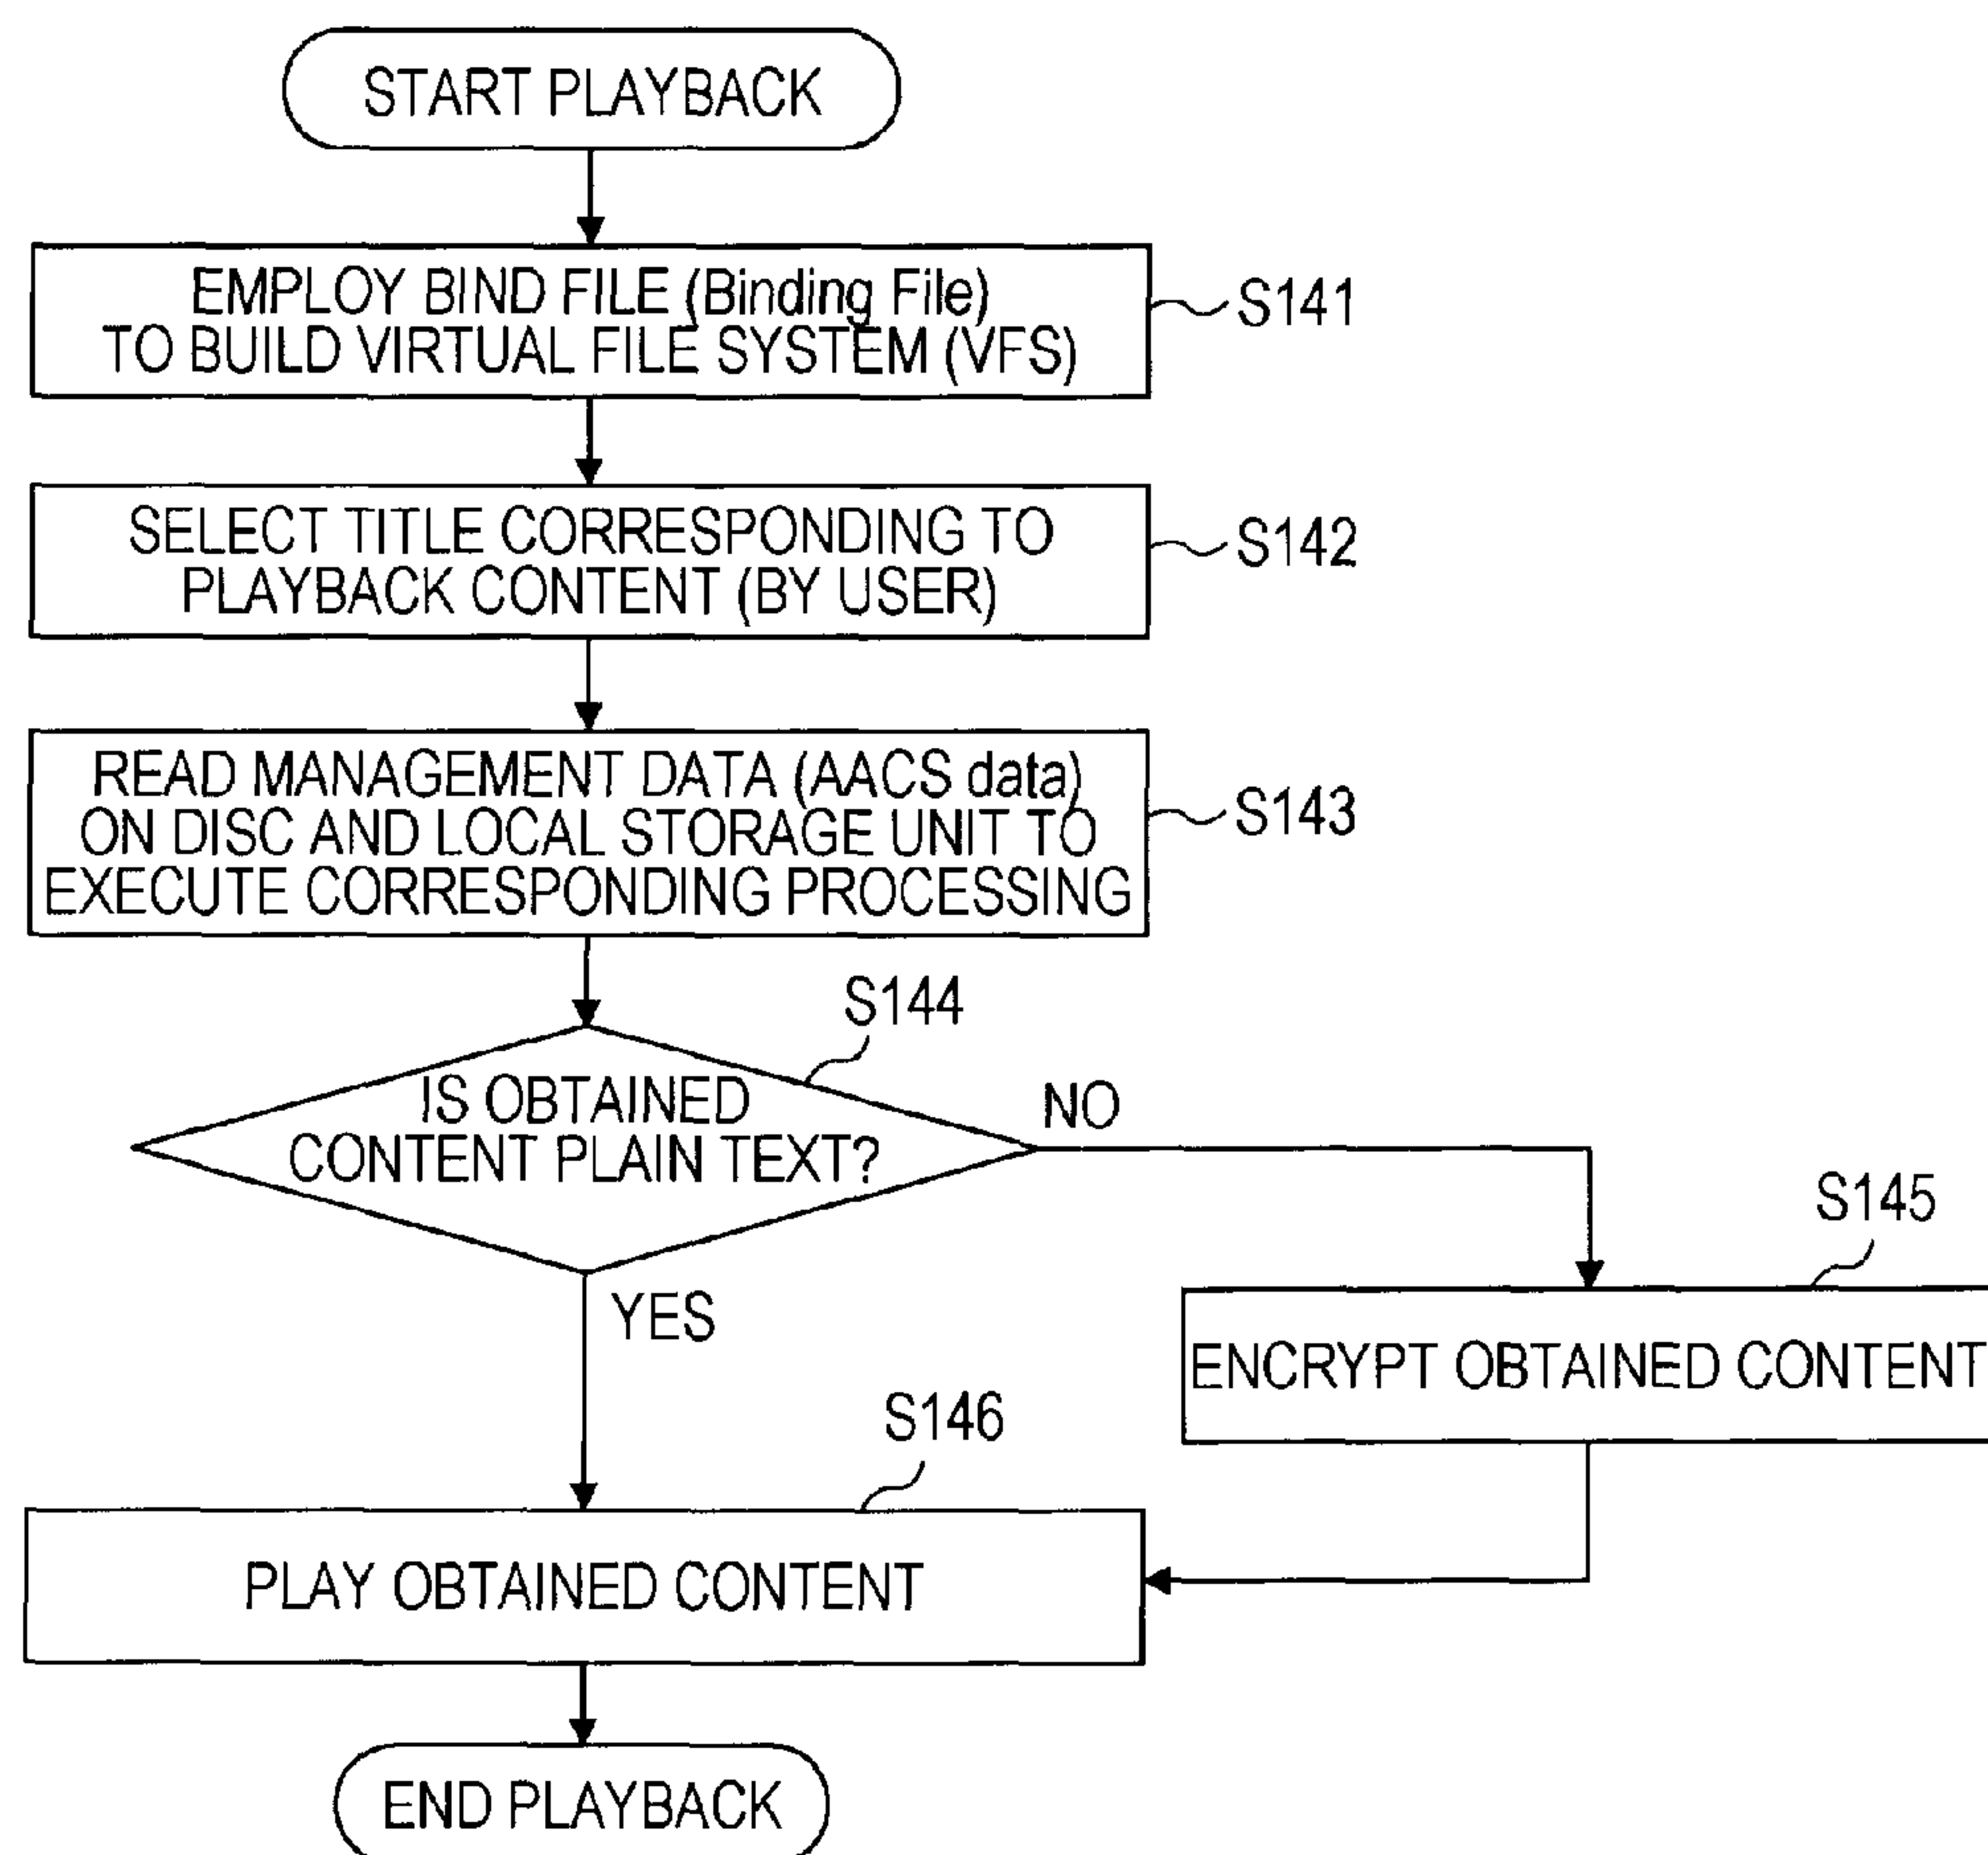 START PLAYBACK
EMPLOY BIND FILE (Binding File)
TO BUILD VIRTUAL FILE SYSTEM (VFS)
S141
SELECT TITLE CORRESPONDING TO
PLAYBACK CONTENT (BY USER)
S142
READ MANAGEMENT DATA (AACS data)
ON DISC AND LOCAL STORAGE UNIT TO
EXECUTE CORRESPONDING PROCESSING
S143
S144
IS OBTAINED
CONTENT PLAIN TEXT?
NO
YES
S145
ENCRYPT OBTAINED CONTENT
S146
PLAY OBTAINED CONTENT
END PLAYBACK